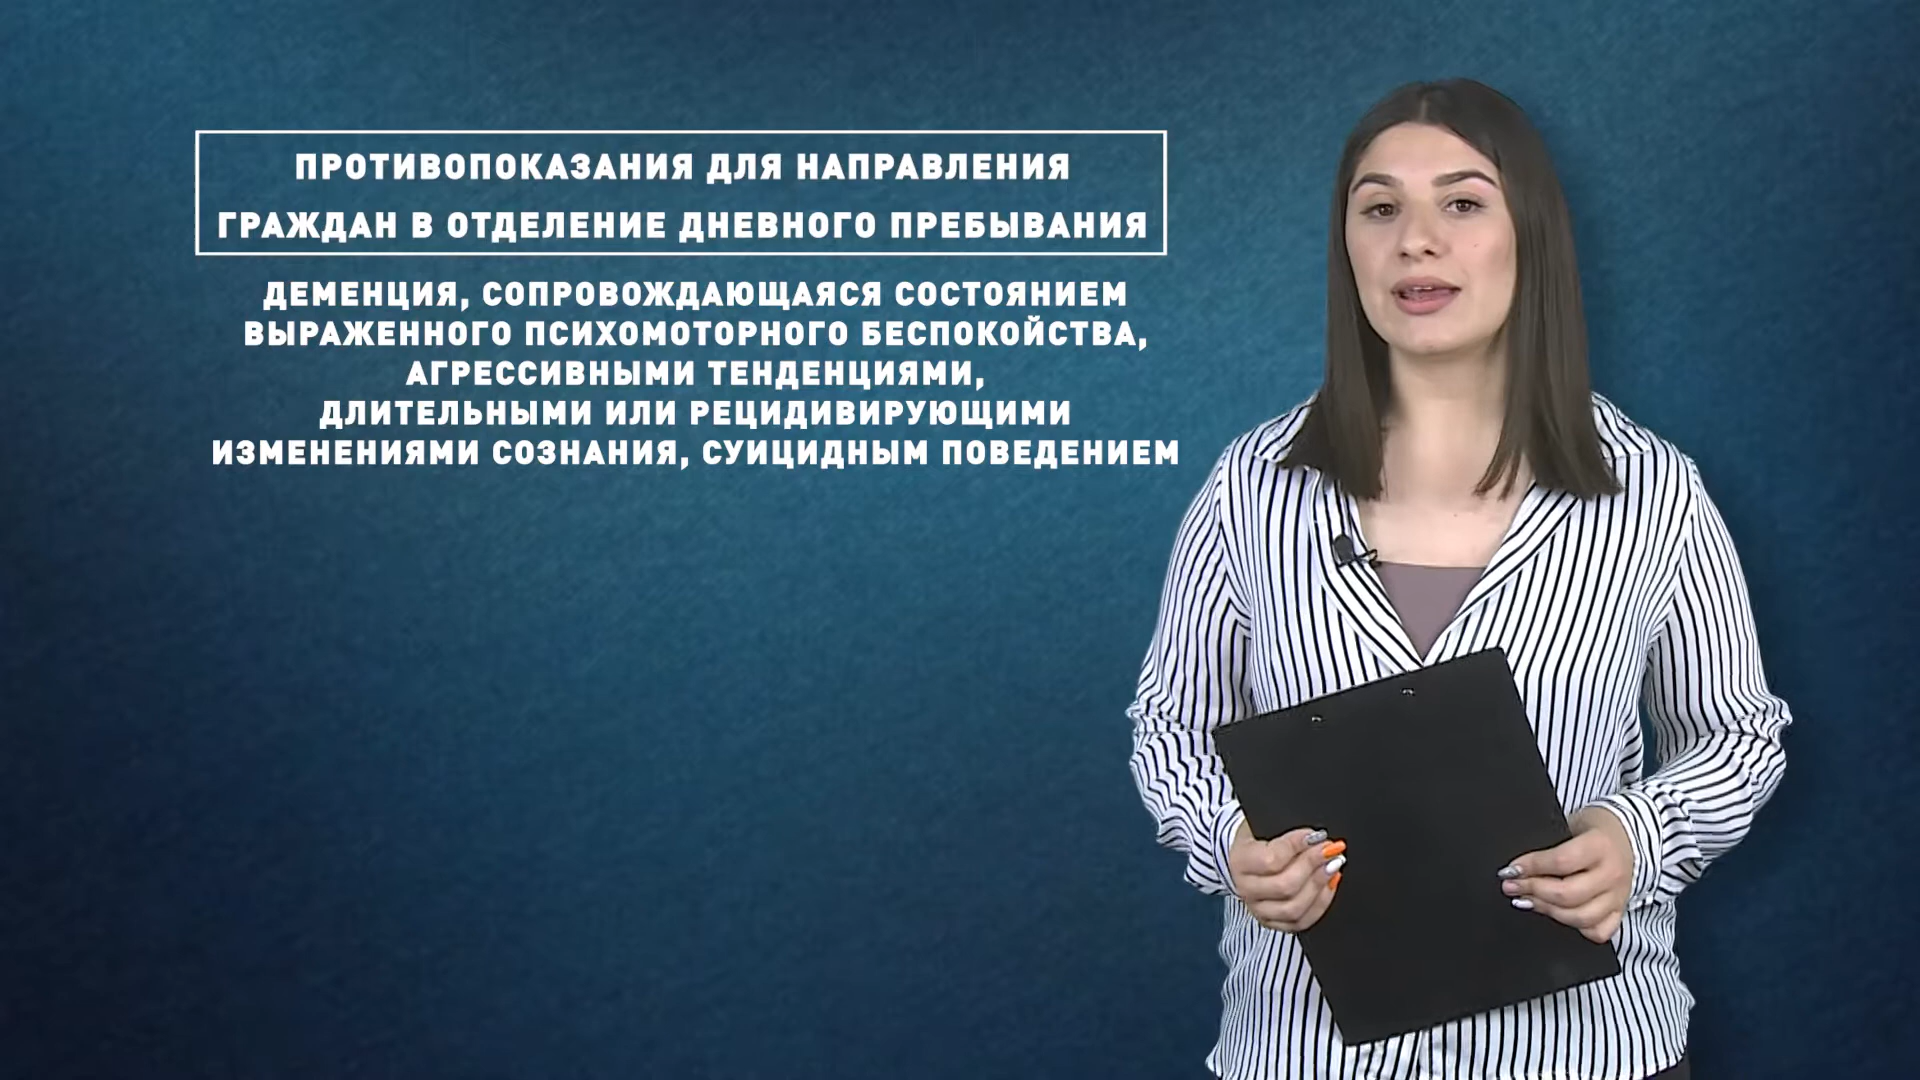 ПРОТИВОПОКАЗАНИЯ ДЛЯ НАПРАВЛЕНИЯ
ГРАЖДАН В ОТДЕЛЕНИЕ ДНЕВНОГО ПРЕБЫВАНИЯ
ДЕМЕНЦИЯ, СОПРОВОЖДАЮЩАЯСЯ СОСТОЯНИЕМ
ВЫРАЖЕННОГО ПСИХОМОТОРНОГО БЕСПОКОЙСТВА,
АГРЕССИВНЫМИ ТЕНДЕНЦИЯМИ,
ДЛИТЕЛЬНЫМИ ИЛИ РЕЦИДИВИРУЮЩИМИ
ИЗМЕНЕНИЯМИ СОЗНАНИЯ, СУИЦИДНЫМ ПОВЕДЕНИЕМ